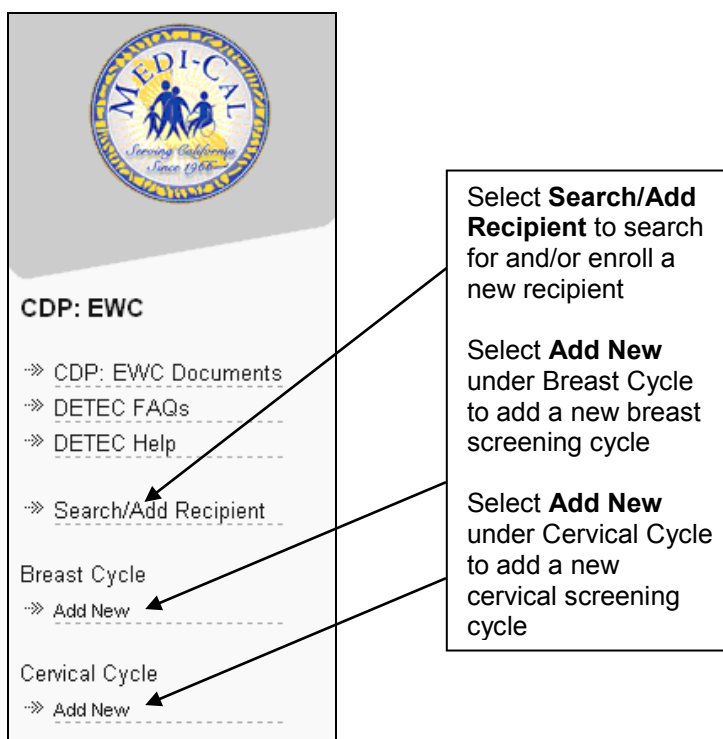 MEDI-CAL
Serving California
Since 1966
CDP: EWC
CDP: EWC Documents
DETEC FAQs
DETEC Help
Search/Add Recipient
Breast Cycle
Add New
Cervical Cycle
Add New
Select Search/Add
Recipient to search
for and/or enroll a
new recipient
Select Add New
under Breast Cycle
to add a new breast
screening cycle
Select Add New
under Cervical Cycle
to add a new
cervical screening
cycle